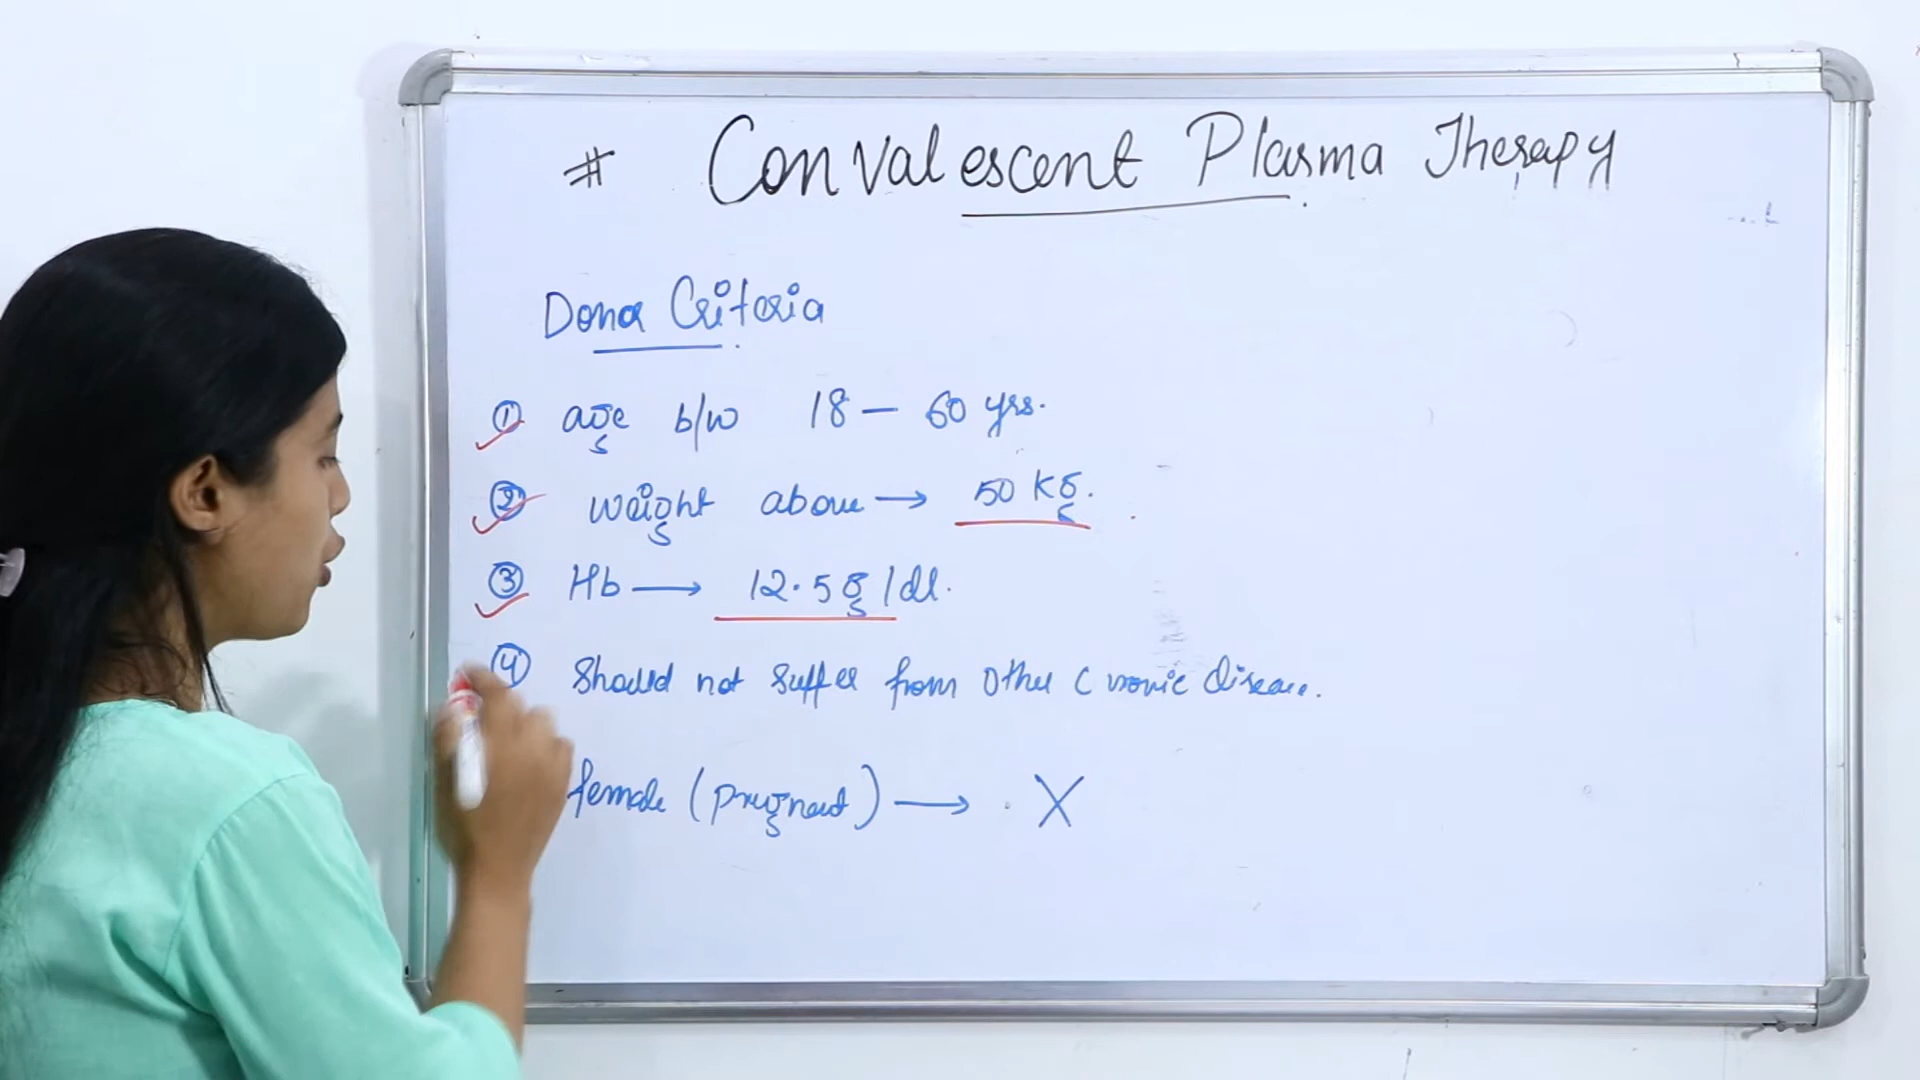 # Convalescent Plasma Therapy
Donor Criteria
① age b/w 18 – 60 yrs.
② weight above → 50 kg.
③ Hb → 12.5 g/dl.
④ Should not suffer from other Chronic disease.
female (pregnant) → X